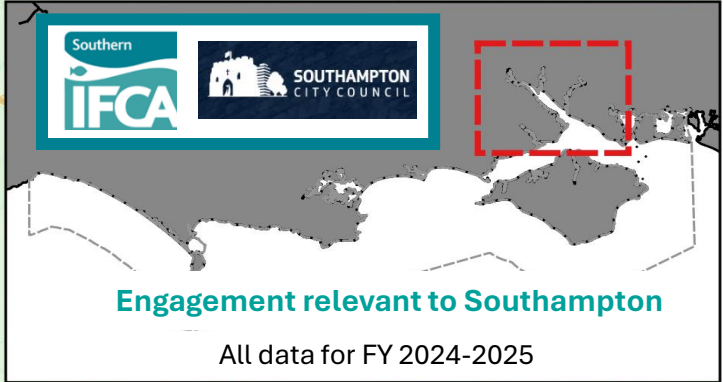 Southern
IFCA
SOUTHAMPTON
CITY COUNCIL
Engagement relevant to Southampton
All data for FY 2024-2025